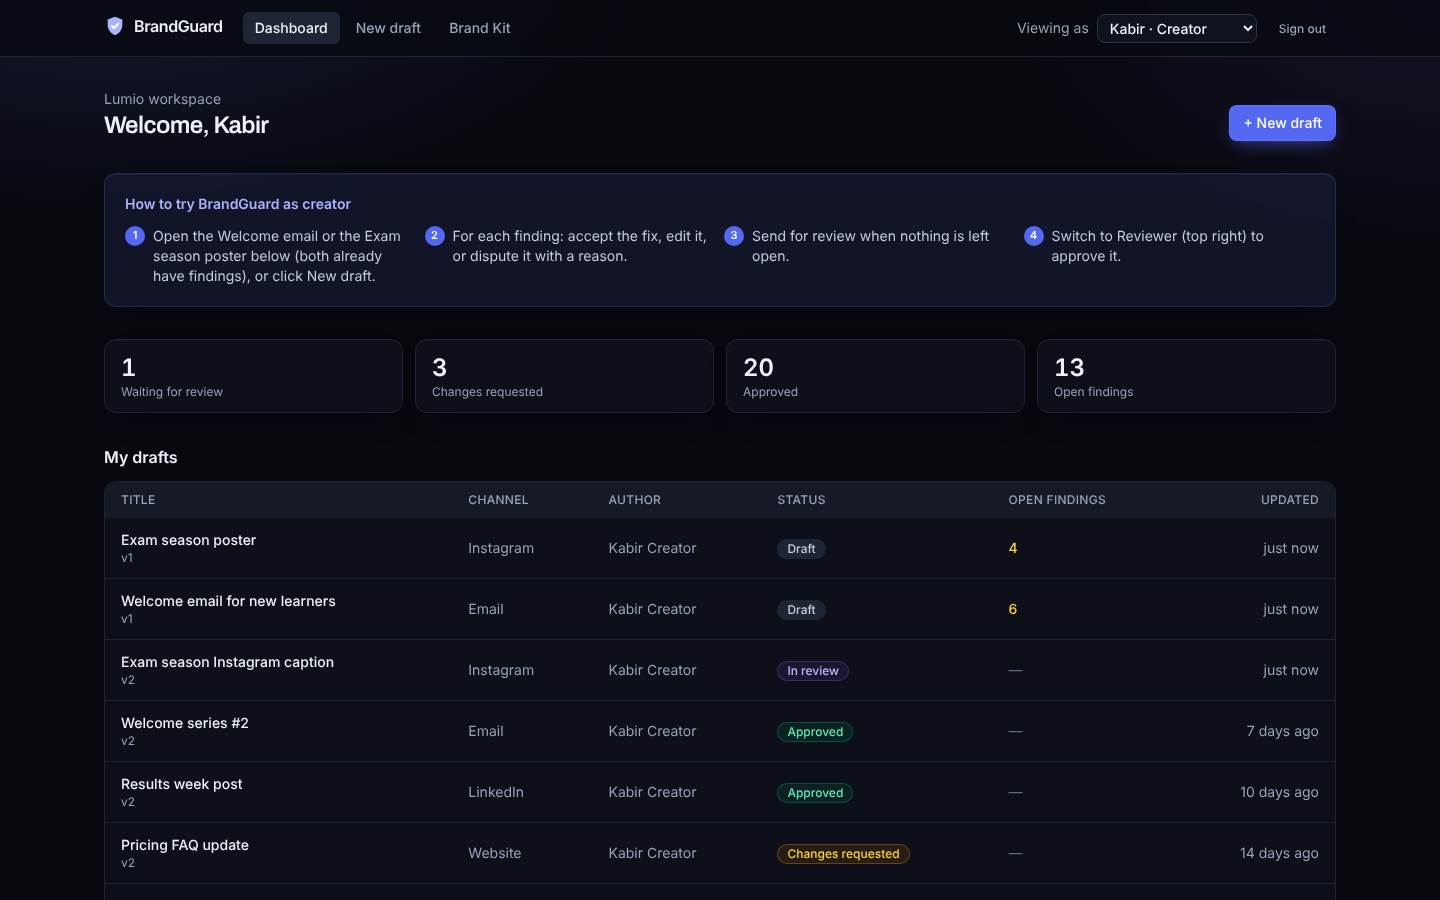 BrandGuard
Dashboard
New draft
Brand Kit
Viewing as
Kabir · Creator
Sign out
Lumio workspace
Welcome, Kabir
+ New draft
How to try BrandGuard as creator
1
Open the Welcome email or the Exam
season poster below (both already
have findings), or click New draft.
2
For each finding: accept the fix, edit it,
or dispute it with a reason.
3
Send for review when nothing is left
open.
4
Switch to Reviewer (top right) to
approve it.
1
Waiting for review
3
Changes requested
20
Approved
13
Open findings
My drafts
TITLE CHANNEL AUTHOR STATUS OPEN FINDINGS UPDATED
Exam season poster
v1
Instagram Kabir Creator Draft 4 just now
Welcome email for new learners
v1
Email Kabir Creator Draft 6 just now
Exam season Instagram caption
v2
Instagram Kabir Creator In review — just now
Welcome series #2
v2
Email Kabir Creator Approved — 7 days ago
Results week post
v2
LinkedIn Kabir Creator Approved — 10 days ago
Pricing FAQ update
v2
Website Kabir Creator Changes requested — 14 days ago